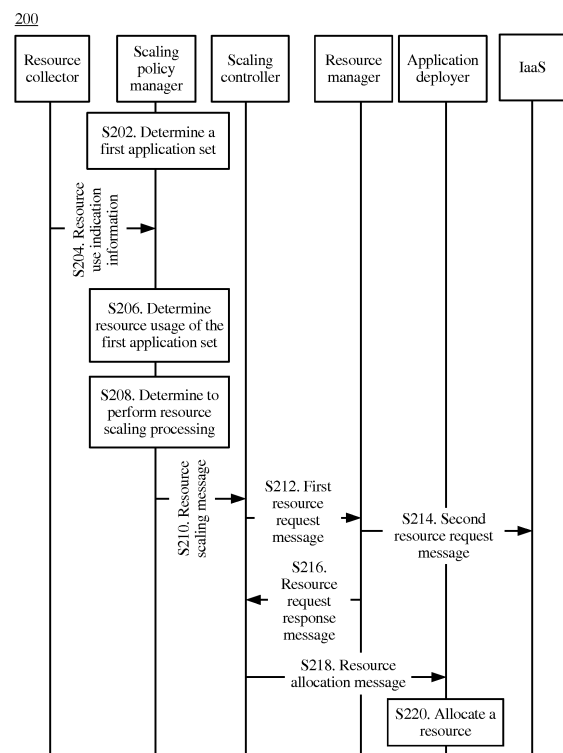 200
Resource
collector
Scaling
policy
manager
Scaling
controller
Resource
manager
Application
deployer
IaaS
S202. Determine a
first application set
S204. Resource
use indication
information
S206. Determine
resource usage of the
first application set
S208. Determine to
perform resource
scaling processing
S210. Resource
scaling message
S212. First
resource
request
message
S214. Second
resource request
message
S216.
Resource
request
response
message
S218. Resource
allocation message
S220. Allocate a
resource